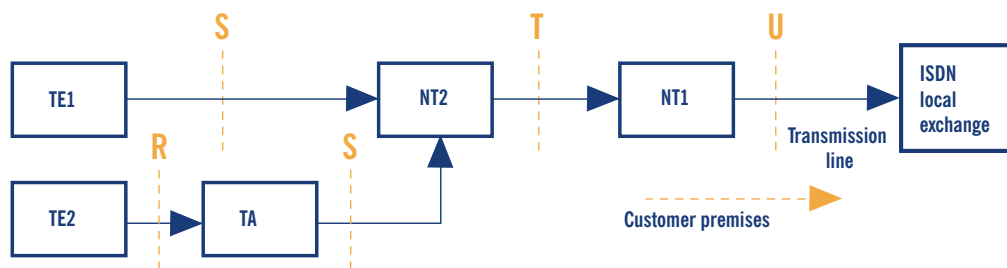 S
T
U
TE1
NT2
NT1
ISDN
local
exchange
Transmission
line
R
S
TE2
TA
Customer premises